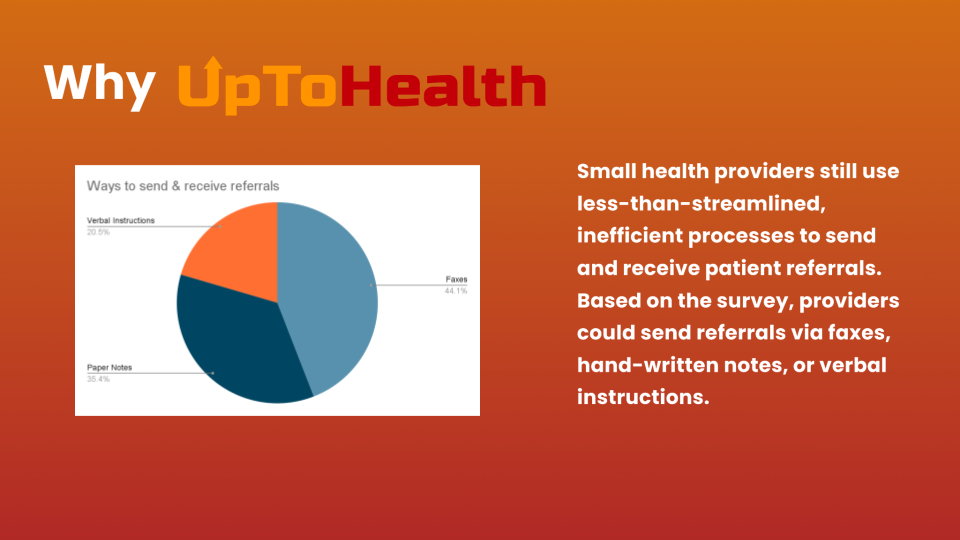 Why UpToHealth
Ways to send & receive referrals
Verbal Instructions
20.5%
Faxes
44.1%
Paper Notes
35.4%
Small health providers still use
less-than-streamlined,
inefficient processes to send
and receive patient referrals.
Based on the survey, providers
could send referrals via faxes,
hand-written notes, or verbal
instructions.